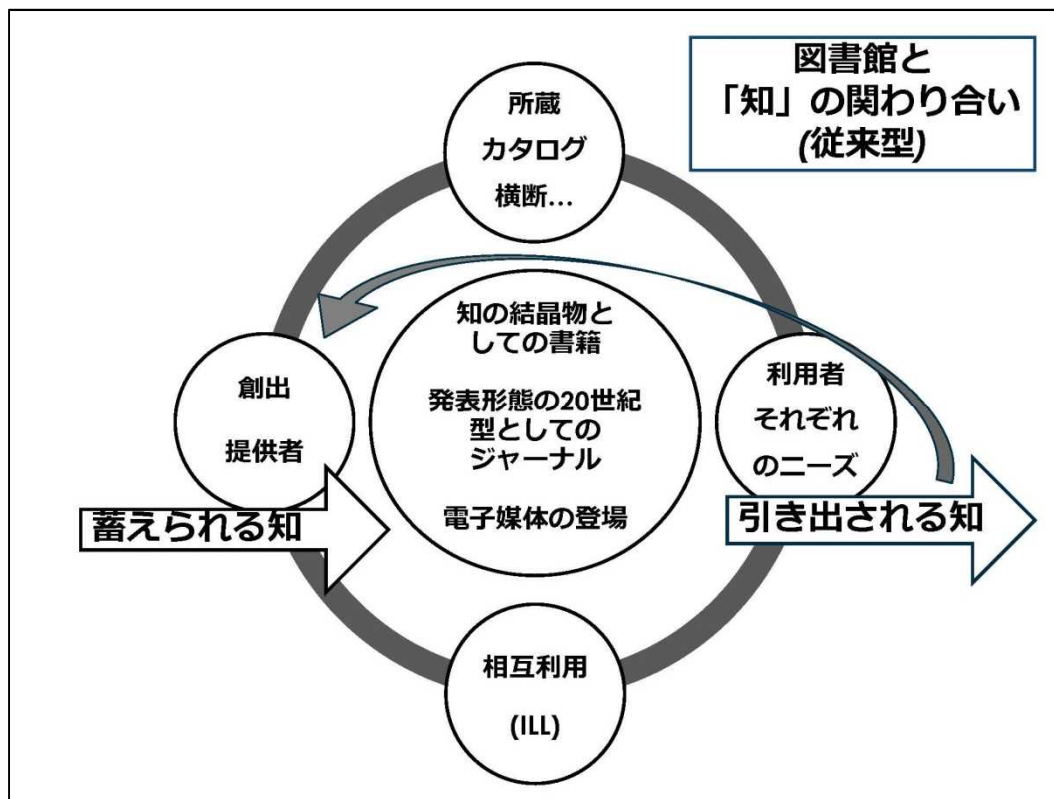 図書館と
「知」の関わり合い
(従来型)
所蔵
カタログ
横断…
知の結晶物と
しての書籍
発表形態の20世紀
型としての
ジャーナル
電子媒体の登場
創出
提供者
利用者
それぞれ
のニーズ
蓄えられる知
引き出される知
相互利用
(ILL)